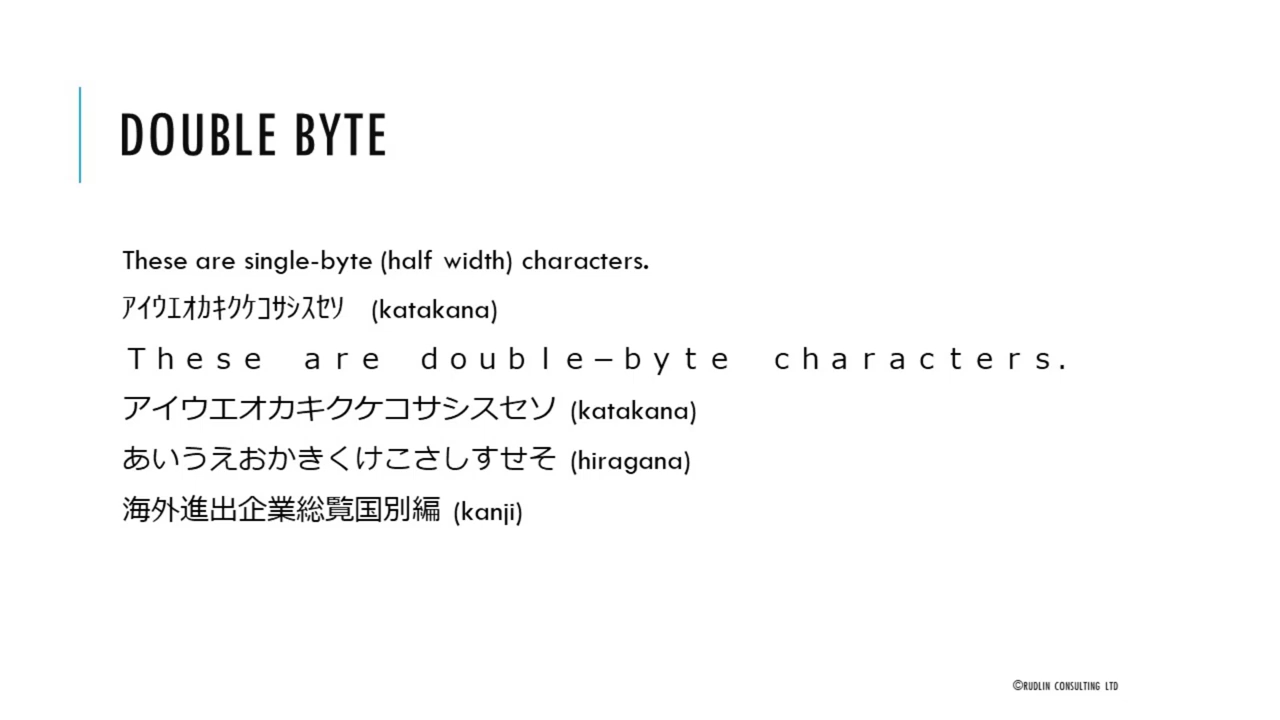 DOUBLE BYTE
These are single-byte (half width) characters.
ｱｲｳｴｵｶｷｸｹｺｻｼｽｾｿ　(katakana)
Ｔｈｅｓｅ　ａｒｅ　ｄｏｕｂｌｅ－ｂｙｔｅ　ｃｈａｒａｃｔｅｒｓ．
アイウエオカキクケコサシスセソ (katakana)
あいうえおかきくけこさしすせそ (hiragana)
海外進出企業総覧国別編 (kanji)
©RUDLIN CONSULTING LTD